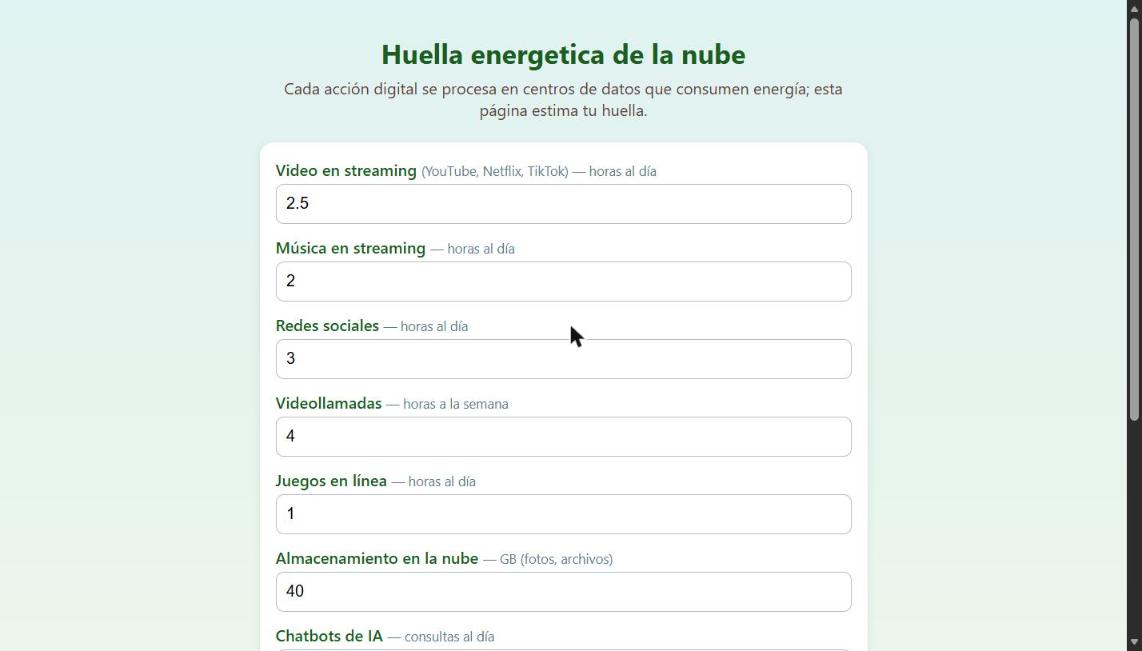 Huella energetica de la nube
Cada acción digital se procesa en centros de datos que consumen energía; esta
página estima tu huella.
Video en streaming (YouTube, Netflix, TikTok) — horas al día
2.5
Música en streaming — horas al día
2
Redes sociales — horas al día
3
Videollamadas — horas a la semana
4
Juegos en línea — horas al día
1
Almacenamiento en la nube — GB (fotos, archivos)
40
Chatbots de IA — consultas al día